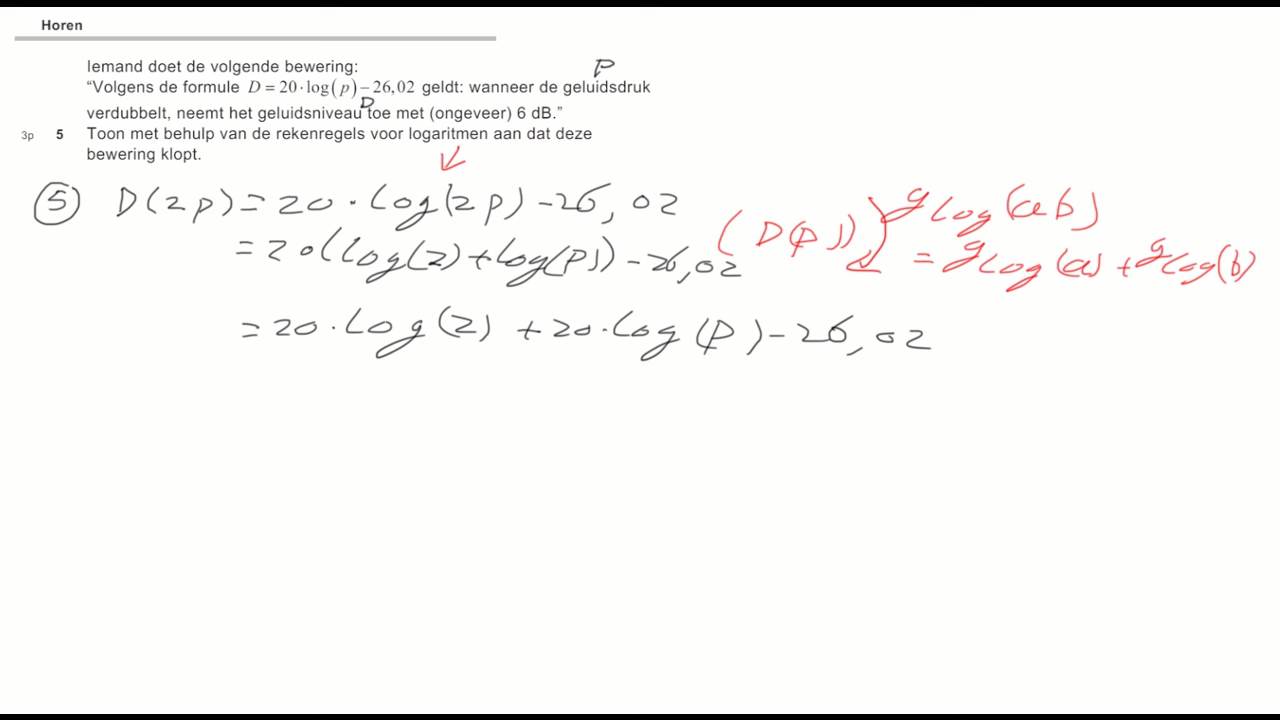 Horen
Iemand doet de volgende bewering:
P
“Volgens de formule D = 20·log(p)−26,02 geldt: wanneer de geluidsdruk
D
verdubbelt, neemt het geluidsniveau toe met (ongeveer) 6 dB.”
3p 5 Toon met behulp van de rekenregels voor logaritmen aan dat deze
bewering klopt.
5 D(2p) = 20 · log(2p) − 26,02
(D(p)) ᵍlog(ab)
= 20(log(2) + log(p)) − 26,02
= ᵍlog(a) + ᵍlog(b)
= 20 · log(2) + 20 · log(p) − 26,02